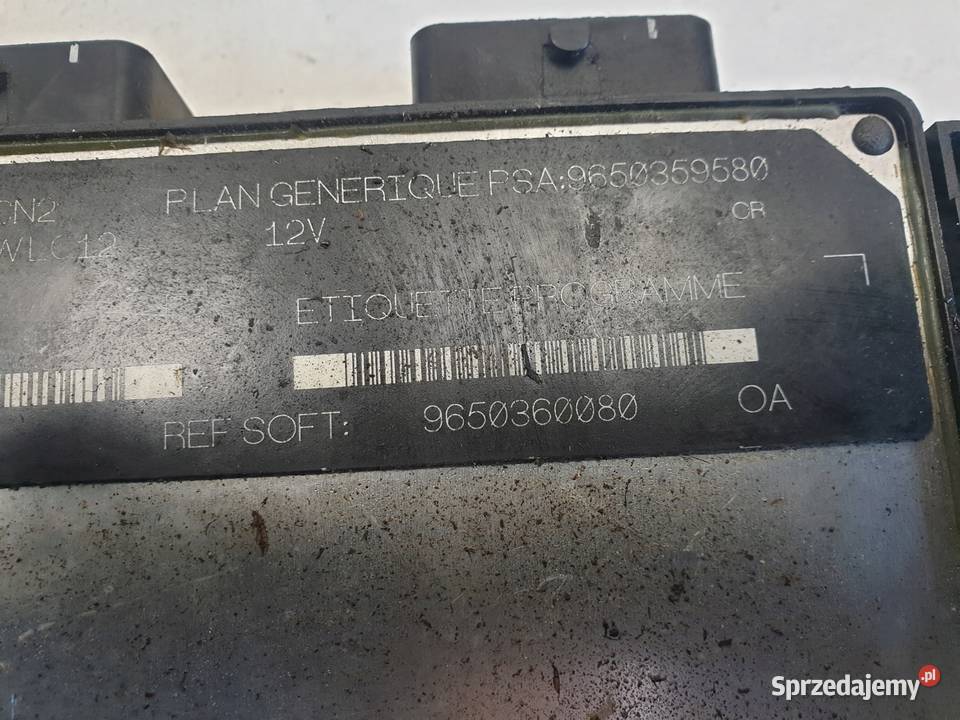 PLAN GENERIQUE PSA:9650359580
CN2 12V CR
WLC12
ETIQUETTE PROGRAMME
REF SOFT: 9650360080 OA
Sprzedajemy.pl